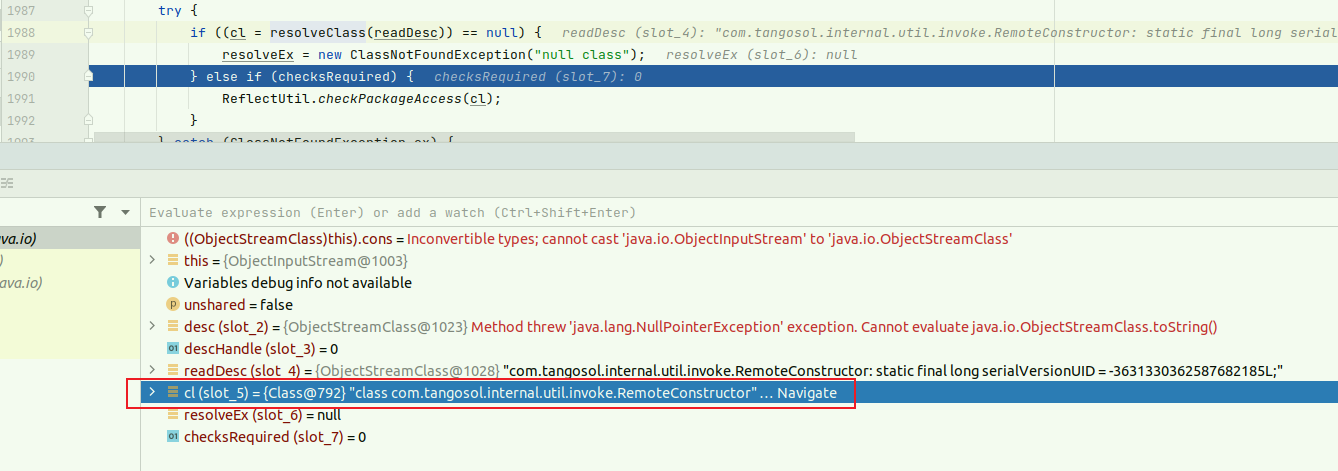 1987 try {
1988 if ((cl = resolveClass(readDesc)) == null) { readDesc (slot_4): "com.tangosol.internal.util.invoke.RemoteConstructor: static final long serial
1989 resolveEx = new ClassNotFoundException("null class"); resolveEx (slot_6): null
1990 } else if (checksRequired) { checksRequired (slot_7): 0
1991 ReflectUtil.checkPackageAccess(cl);
1992 }
1993 } catch (ClassNotFoundException ex) {
Evaluate expression (Enter) or add a watch (Ctrl+Shift+Enter)
va.io) ((ObjectStreamClass)this).cons = Inconvertible types; cannot cast 'java.io.ObjectInputStream' to 'java.io.ObjectStreamClass'
) this = {ObjectInputStream@1003}
ava.io) Variables debug info not available
unshared = false
desc (slot_2) = {ObjectStreamClass@1023} Method threw 'java.lang.NullPointerException' exception. Cannot evaluate java.io.ObjectStreamClass.toString()
descHandle (slot_3) = 0
readDesc (slot_4) = {ObjectStreamClass@1028} "com.tangosol.internal.util.invoke.RemoteConstructor: static final long serialVersionUID = -3631330362587682185L;"
cl (slot_5) = {Class@792} "class com.tangosol.internal.util.invoke.RemoteConstructor"... Navigate
resolveEx (slot_6) = null
checksRequired (slot_7) = 0